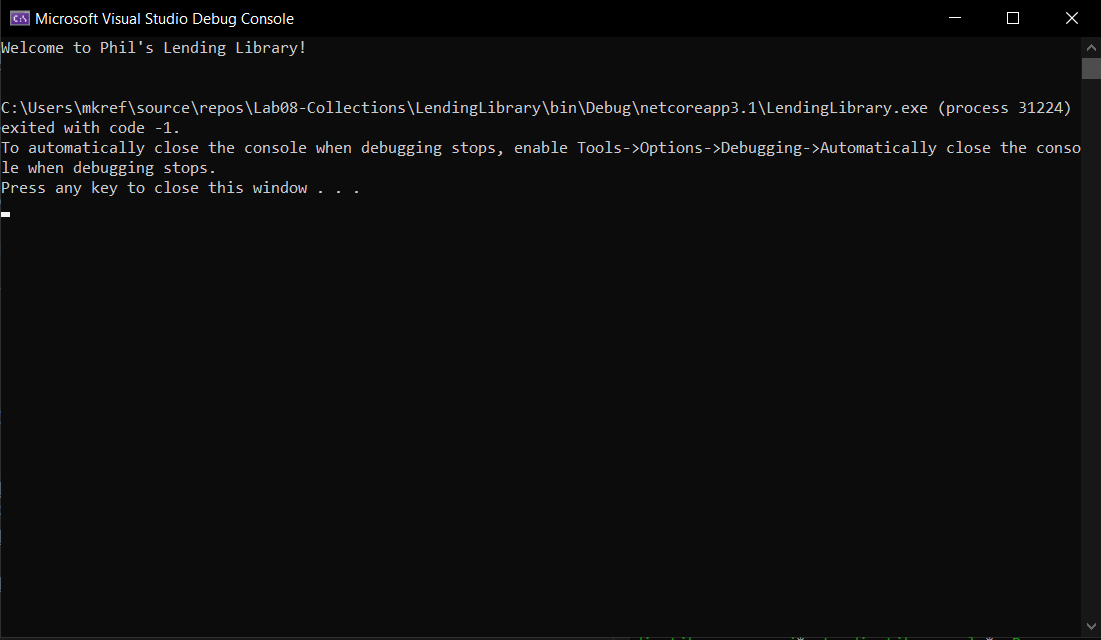 Microsoft Visual Studio Debug Console
Welcome to Phil's Lending Library!
C:\Users\mkref\source\repos\Lab08-Collections\LendingLibrary\bin\Debug\netcoreapp3.1\LendingLibrary.exe (process 31224)
exited with code -1.
To automatically close the console when debugging stops, enable Tools->Options->Debugging->Automatically close the conso
le when debugging stops.
Press any key to close this window . . .